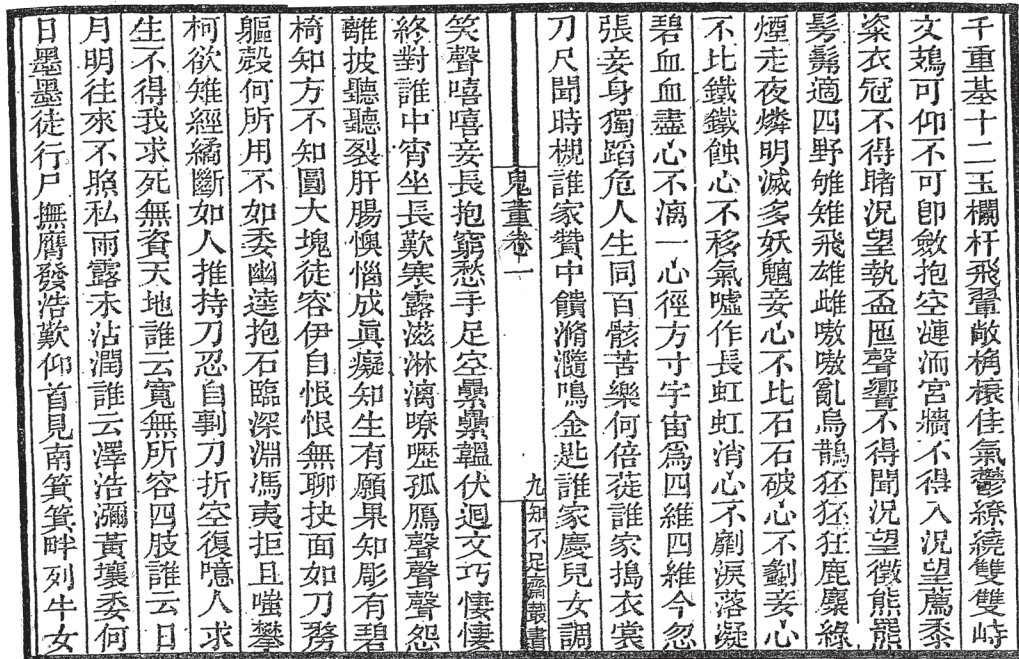 千重基十二玉欄杆飛翬敞桷榱佳氣鬱繚繞雙雙峙
文鴂可仰不可卽斂抱空漣洏宮牆不得入況望薦黍
粢衣冠不得睹況望執盃匜聲響不得聞況望徵熊羆
髣髴適四野雊雉飛雄雌嗷嗷亂烏鵲狉狉狂鹿麋綠
煙走夜燐明滅多妖魑妾心不比石石破心不劙妾心
不比鐵鐵蝕心不移氣噓作長虹虹消心不劘淚落凝
碧血血盡心不漓一心徑方寸宇宙爲四維四維今忽
張妾身獨蹈危人生同百骸苦樂何倍蓰誰家搗衣裳
刀尺聞時槻誰家贊中饋滫瀡鳴金匙誰家慶兒女調
鬼董卷一
九
知不足齋叢書
笑聲嘻嘻妾長抱窮愁手足空纍纍韞伏迴文巧悽悽
終對誰中宵坐長歎寒露滋淋漓嘹嚦孤鴈聲聲聲怨
離披聽聽裂肝腸懊惱成眞癡知生有願果知彫有碧
椅知方不知圓大塊徒容伊自恨恨無聊抉面如刀剺
軀殼何所用不如委幽逵抱石臨深淵馮夷拒且嗤攀
柯欲雉經繘斷如人推持刀忍自剚刀折空復噫人求
生不得我求死無資天地誰云寬無所容四肢誰云日
月明往來不照私雨露未沾潤誰云澤浩瀰黃壤委何
日墨墨徒行尸撫膺發浩歎仰首見南箕箕畔列牛女